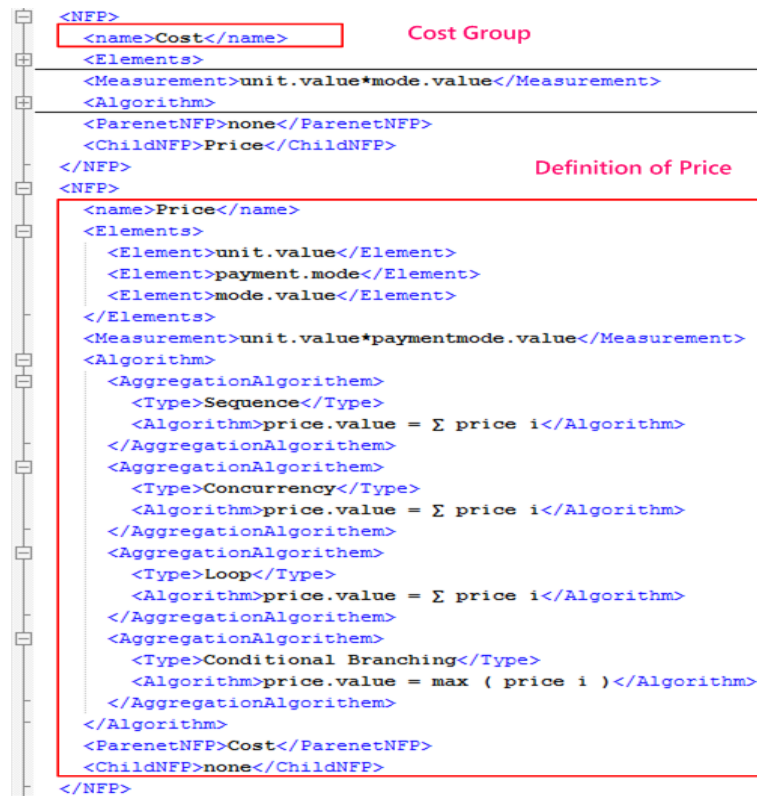 <NFP>
<name>Cost</name>
Cost Group
<Elements>
<Measurement>unit.value*mode.value</Measurement>
<Algorithm>
<ParenetNFP>none</ParenetNFP>
<ChildNFP>Price</ChildNFP>
</NFP>
Definition of Price
<NFP>
<name>Price</name>
<Elements>
<Element>unit.value</Element>
<Element>payment.mode</Element>
<Element>mode.value</Element>
</Elements>
<Measurement>unit.value*paymentmode.value</Measurement>
<Algorithm>
<AggregationAlgorithem>
<Type>Sequence</Type>
<Algorithm>price.value = ∑ price i</Algorithm>
</AggregationAlgorithem>
<AggregationAlgorithem>
<Type>Concurrency</Type>
<Algorithm>price.value = ∑ price i</Algorithm>
</AggregationAlgorithem>
<AggregationAlgorithem>
<Type>Loop</Type>
<Algorithm>price.value = ∑ price i</Algorithm>
</AggregationAlgorithem>
<AggregationAlgorithem>
<Type>Conditional Branching</Type>
<Algorithm>price.value = max ( price i )</Algorithm>
</AggregationAlgorithem>
</Algorithm>
<ParenetNFP>Cost</ParenetNFP>
<ChildNFP>none</ChildNFP>
</NFP>